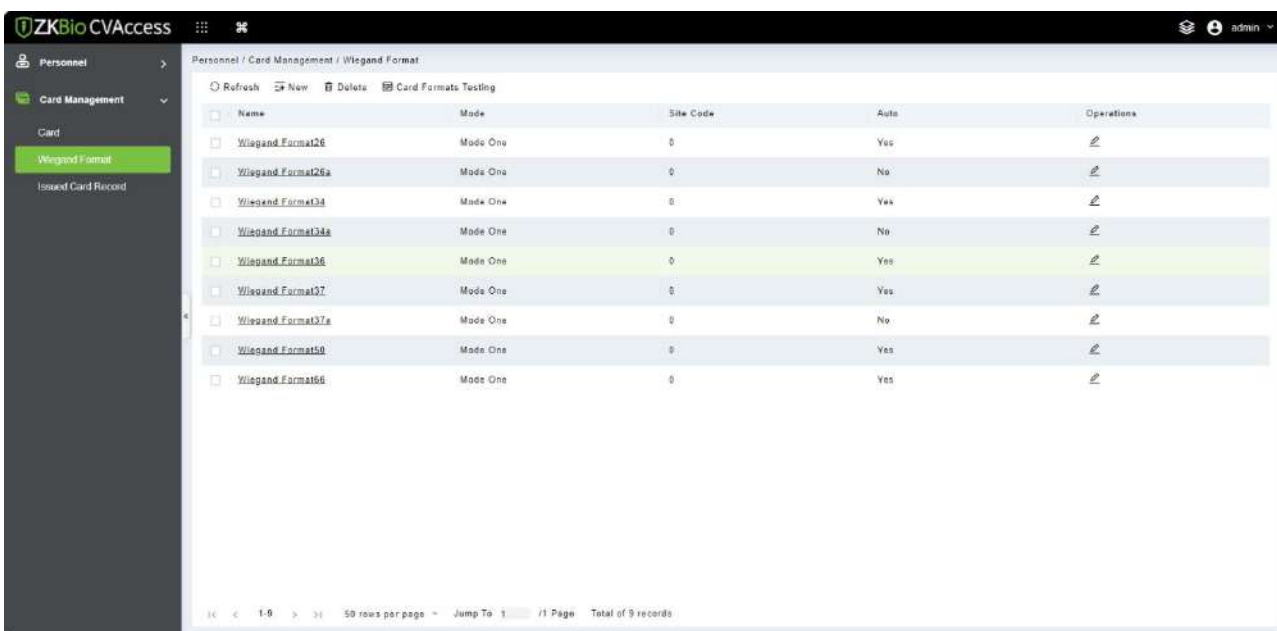 ZKBio CVAccess
admin
Personnel
Card Management
Card
Wiegand Format
Issued Card Record
Personnel / Card Management / Wiegand Format
Refresh New Delete Card Formats Testing
Name Mode Site Code Auto Operations
Wiegand Format26 Mode One 0 Yes
Wiegand Format26a Mode One 0 No
Wiegand Format34 Mode One 0 Yes
Wiegand Format34a Mode One 0 No
Wiegand Format36 Mode One 0 Yes
Wiegand Format37 Mode One 0 Yes
Wiegand Format37a Mode One 0 No
Wiegand Format50 Mode One 0 Yes
Wiegand Format66 Mode One 0 Yes
|< < 1-9 > >| 50 rows per page Jump To 1 /1 Page Total of 9 records